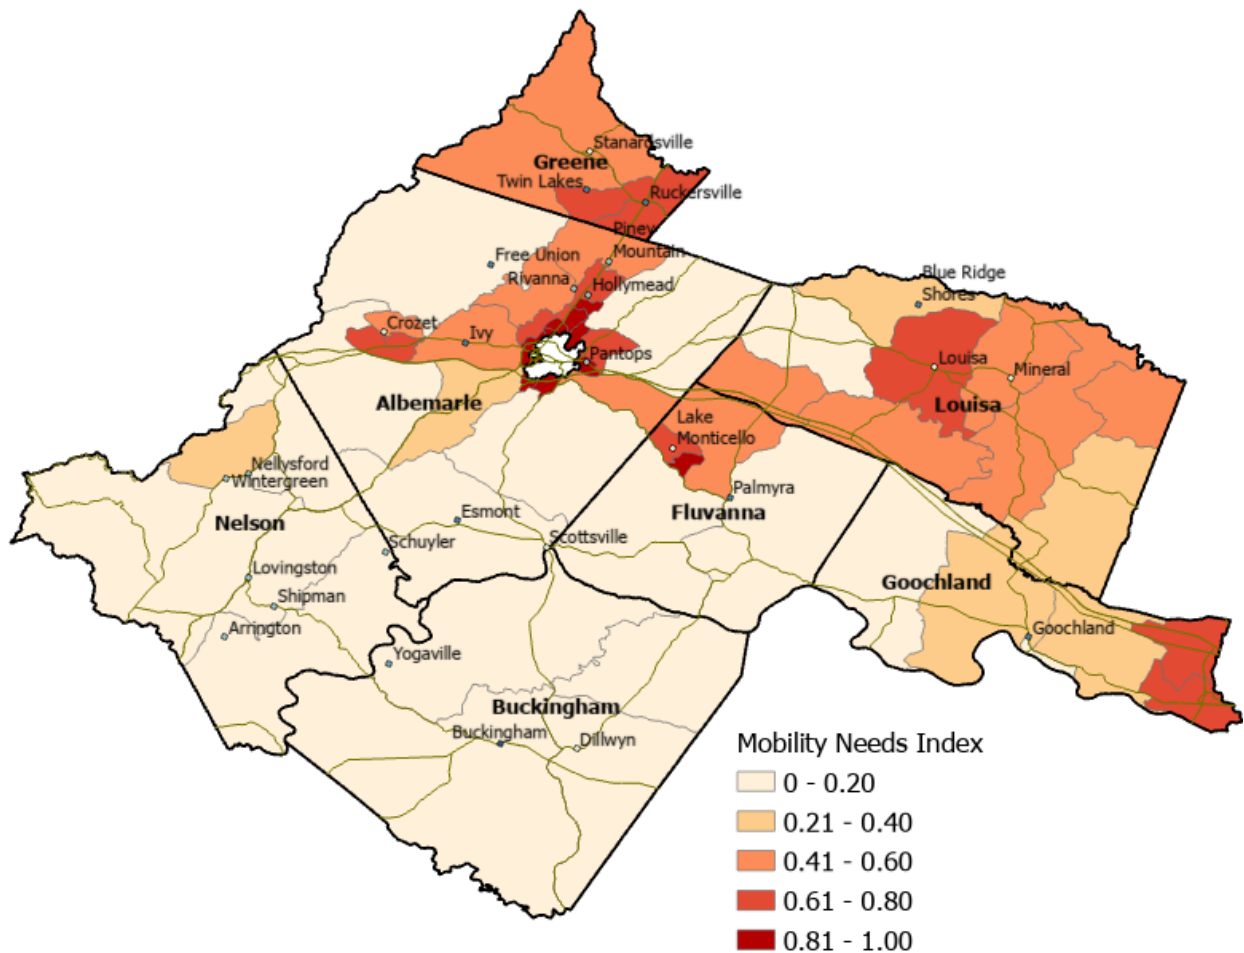 Stanardsville
Greene
Twin Lakes
Ruckersville
Piney
Mountain
Free Union
Rivanna
Hollymead
Blue Ridge
Shores
Crozet
Ivy
Pantops
Louisa
Mineral
Albemarle
Louisa
Lake
Monticello
Nellysford
Wintergreen
Palmyra
Nelson
Esmont
Fluvanna
Schuyler
Scottsville
Lovingston
Goochland
Shipman
Arrington
Goochland
Yogaville
Buckingham
Buckingham
Dillwyn
Mobility Needs Index
0 - 0.20
0.21 - 0.40
0.41 - 0.60
0.61 - 0.80
0.81 - 1.00